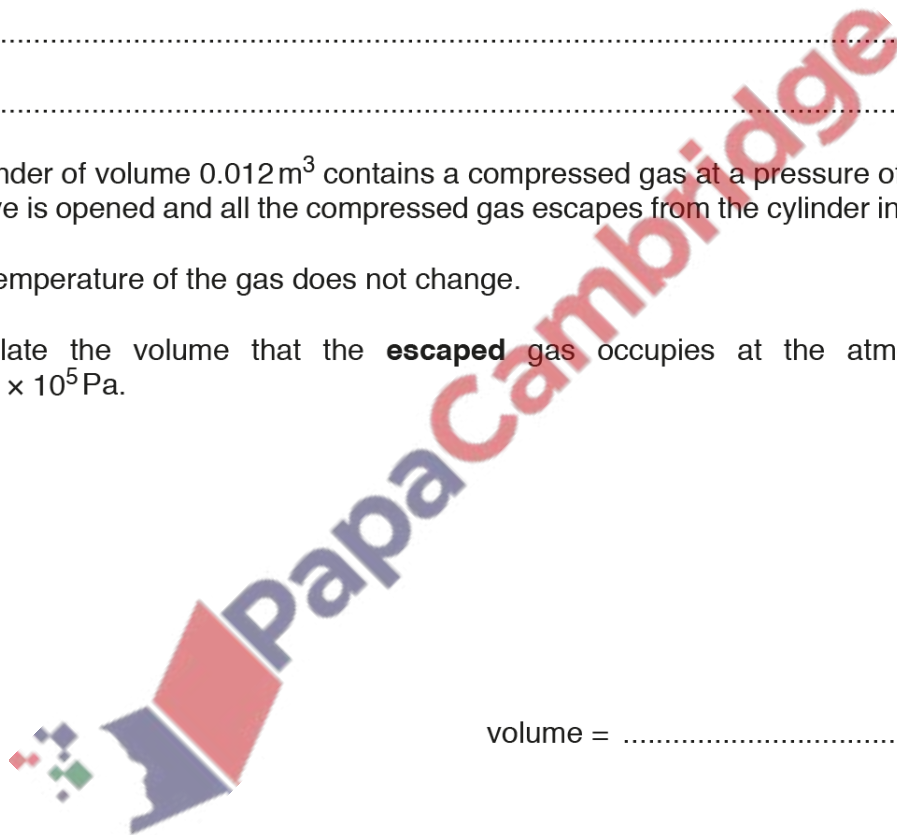 nder of volume 0.012 m³ contains a compressed gas at a pressure of
e is opened and all the compressed gas escapes from the cylinder in
emperature of the gas does not change.
late the volume that the escaped gas occupies at the atm
× 10⁵ Pa.
volume = ................................
PapaCambridge